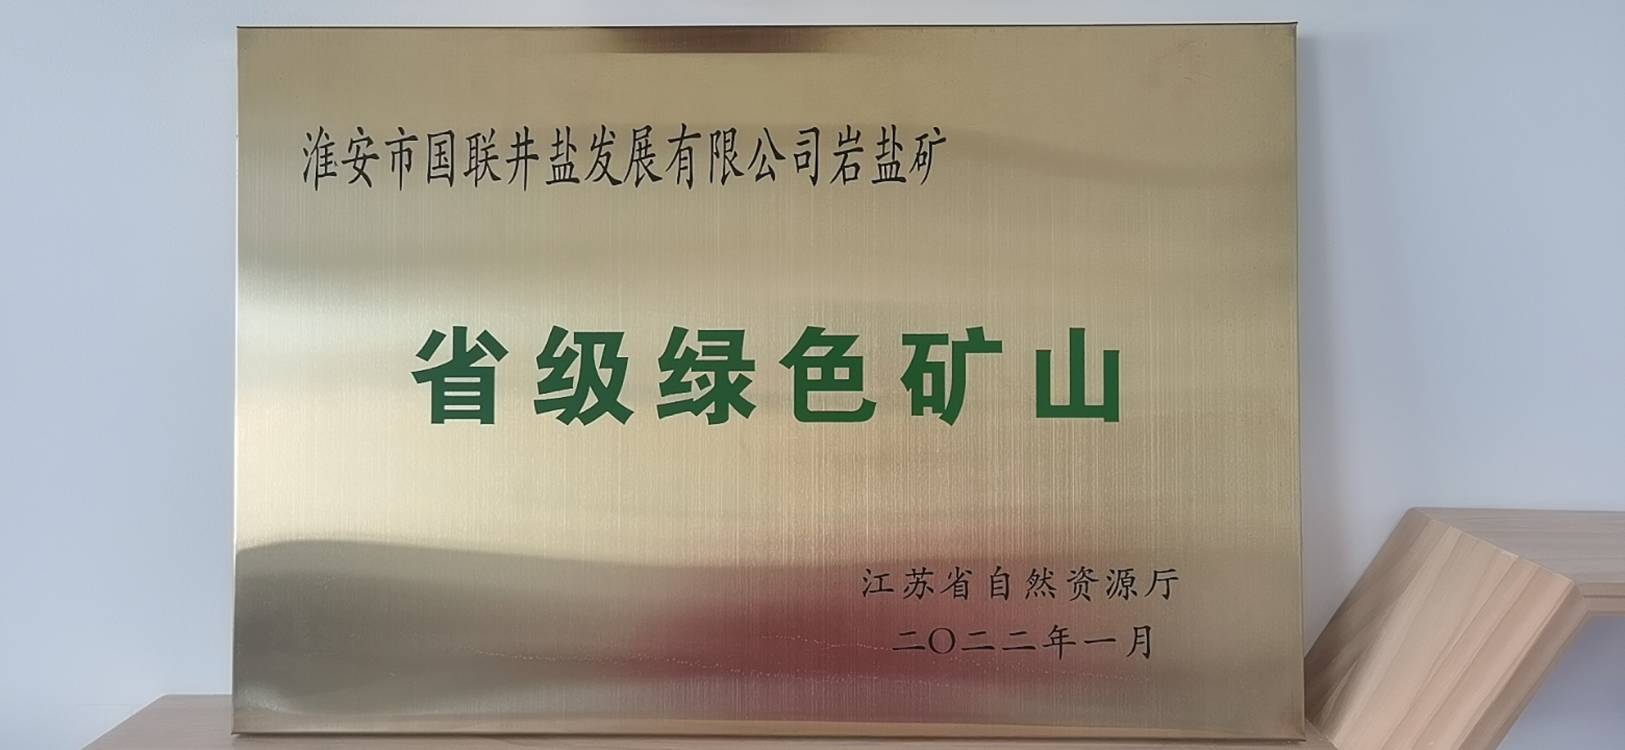 淮安市国联井盐发展有限公司岩盐矿
省级绿色矿山
江苏省自然资源厅
二〇二二年一月